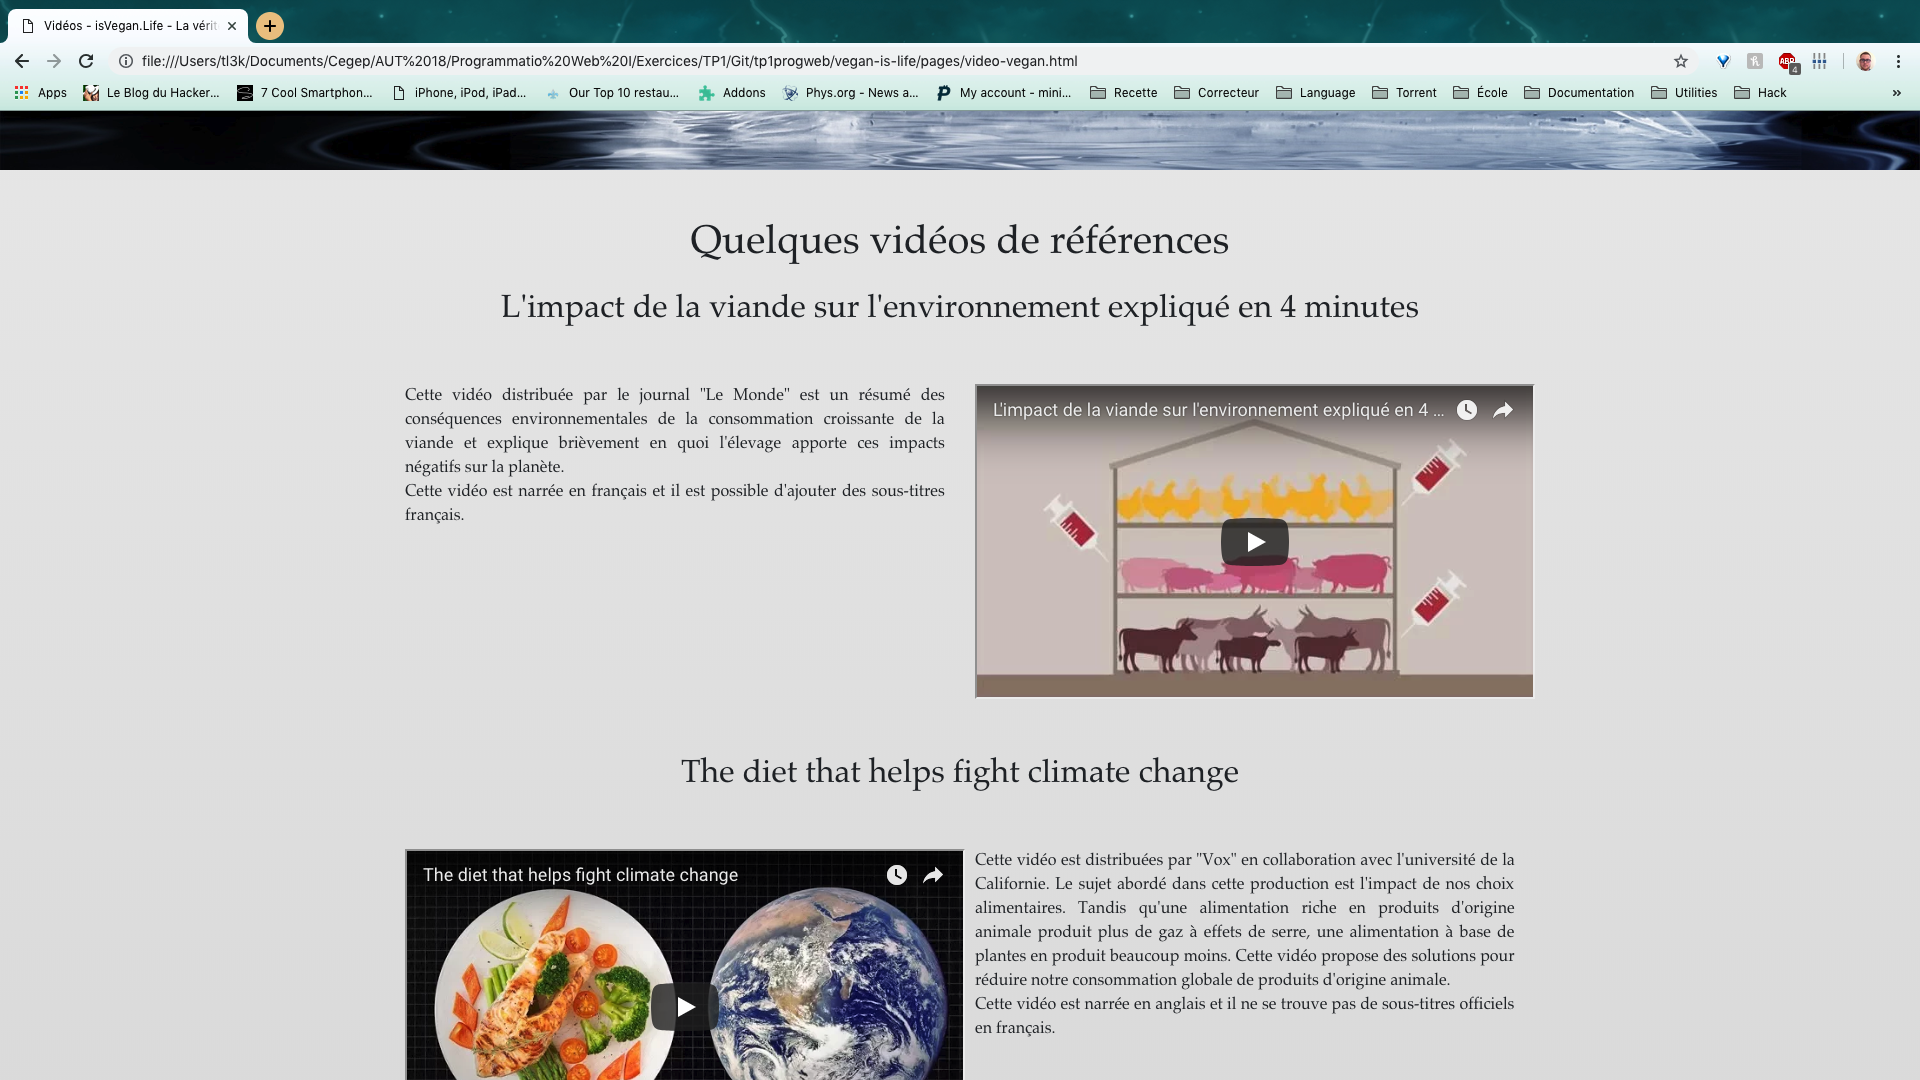 Vidéos - isVegan.Life - La vérit
file:///Users/tl3k/Documents/Cegep/AUT%2018/Programmatio%20Web%20I/Exercices/TP1/Git/tp1progweb/vegan-is-life/pages/video-vegan.html
ABP 4
Apps Le Blog du Hacker... 7 Cool Smartphon... iPhone, iPod, iPad... Our Top 10 restau... Addons Phys.org - News a... My account - mini... Recette Correcteur Language Torrent École Documentation Utilities Hack »
Quelques vidéos de références
L'impact de la viande sur l'environnement expliqué en 4 minutes
Cette vidéo distribuée par le journal "Le Monde" est un résumé des
conséquences environnementales de la consommation croissante de la
viande et explique brièvement en quoi l'élevage apporte ces impacts
négatifs sur la planète.
Cette vidéo est narrée en français et il est possible d'ajouter des sous-titres
français.
L'impact de la viande sur l'environnement expliqué en 4 ...
The diet that helps fight climate change
The diet that helps fight climate change
Cette vidéo est distribuées par "Vox" en collaboration avec l'université de la
Californie. Le sujet abordé dans cette production est l'impact de nos choix
alimentaires. Tandis qu'une alimentation riche en produits d'origine
animale produit plus de gaz à effets de serre, une alimentation à base de
plantes en produit beaucoup moins. Cette vidéo propose des solutions pour
réduire notre consommation globale de produits d'origine animale.
Cette vidéo est narrée en anglais et il ne se trouve pas de sous-titres officiels
en français.